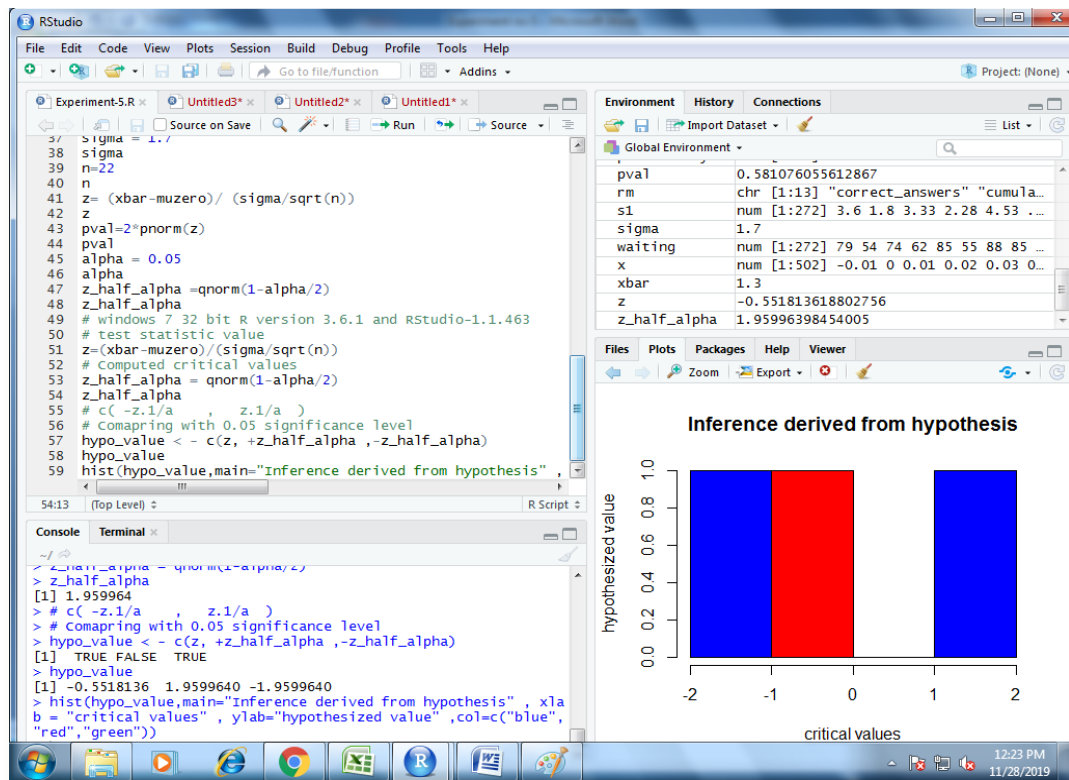 RStudio
File Edit Code View Plots Session Build Debug Profile Tools Help
Go to file/function Addins Project: (None)
Experiment-5.R Untitled3* Untitled2* Untitled1*
Source on Save Run Source
37 sigma = 1.7
38 sigma
39 n=22
40 n
41 z= (xbar-muzero)/ (sigma/sqrt(n))
42 z
43 pval=2*pnorm(z)
44 pval
45 alpha = 0.05
46 alpha
47 z_half_alpha =qnorm(1-alpha/2)
48 z_half_alpha
49 # windows 7 32 bit R version 3.6.1 and RStudio-1.1.463
50 # test statistic value
51 z=(xbar-muzero)/(sigma/sqrt(n))
52 # Computed critical values
53 z_half_alpha = qnorm(1-alpha/2)
54 z_half_alpha
55 # c( -z.1/a , z.1/a )
56 # Comapring with 0.05 significance level
57 hypo_value < - c(z, +z_half_alpha ,-z_half_alpha)
58 hypo_value
59 hist(hypo_value,main="Inference derived from hypothesis" ,
54:13 (Top Level) R Script
Console Terminal
~/
> z_half_alpha = qnorm(1-alpha/2)
> z_half_alpha
[1] 1.959964
> # c( -z.1/a , z.1/a )
> # Comapring with 0.05 significance level
> hypo_value < - c(z, +z_half_alpha ,-z_half_alpha)
[1] TRUE FALSE TRUE
> hypo_value
[1] -0.5518136 1.9599640 -1.9599640
> hist(hypo_value,main="Inference derived from hypothesis" , xla
b = "critical values" , ylab="hypothesized value" ,col=c("blue",
"red","green"))
Environment History Connections
Import Dataset List
Global Environment
pval 0.581076055612867
rm chr [1:13] "correct_answers" "cumula…
s1 num [1:272] 3.6 1.8 3.33 2.28 4.53 .…
sigma 1.7
waiting num [1:272] 79 54 74 62 85 55 88 85 …
x num [1:502] -0.01 0 0.01 0.02 0.03 0…
xbar 1.3
z -0.551813618802756
z_half_alpha 1.95996398454005
Files Plots Packages Help Viewer
Zoom Export
Inference derived from hypothesis
hypothesized value
1.0
0.8
0.6
0.4
0.2
0.0
-2 -1 0 1 2
critical values
12:23 PM
11/28/2019